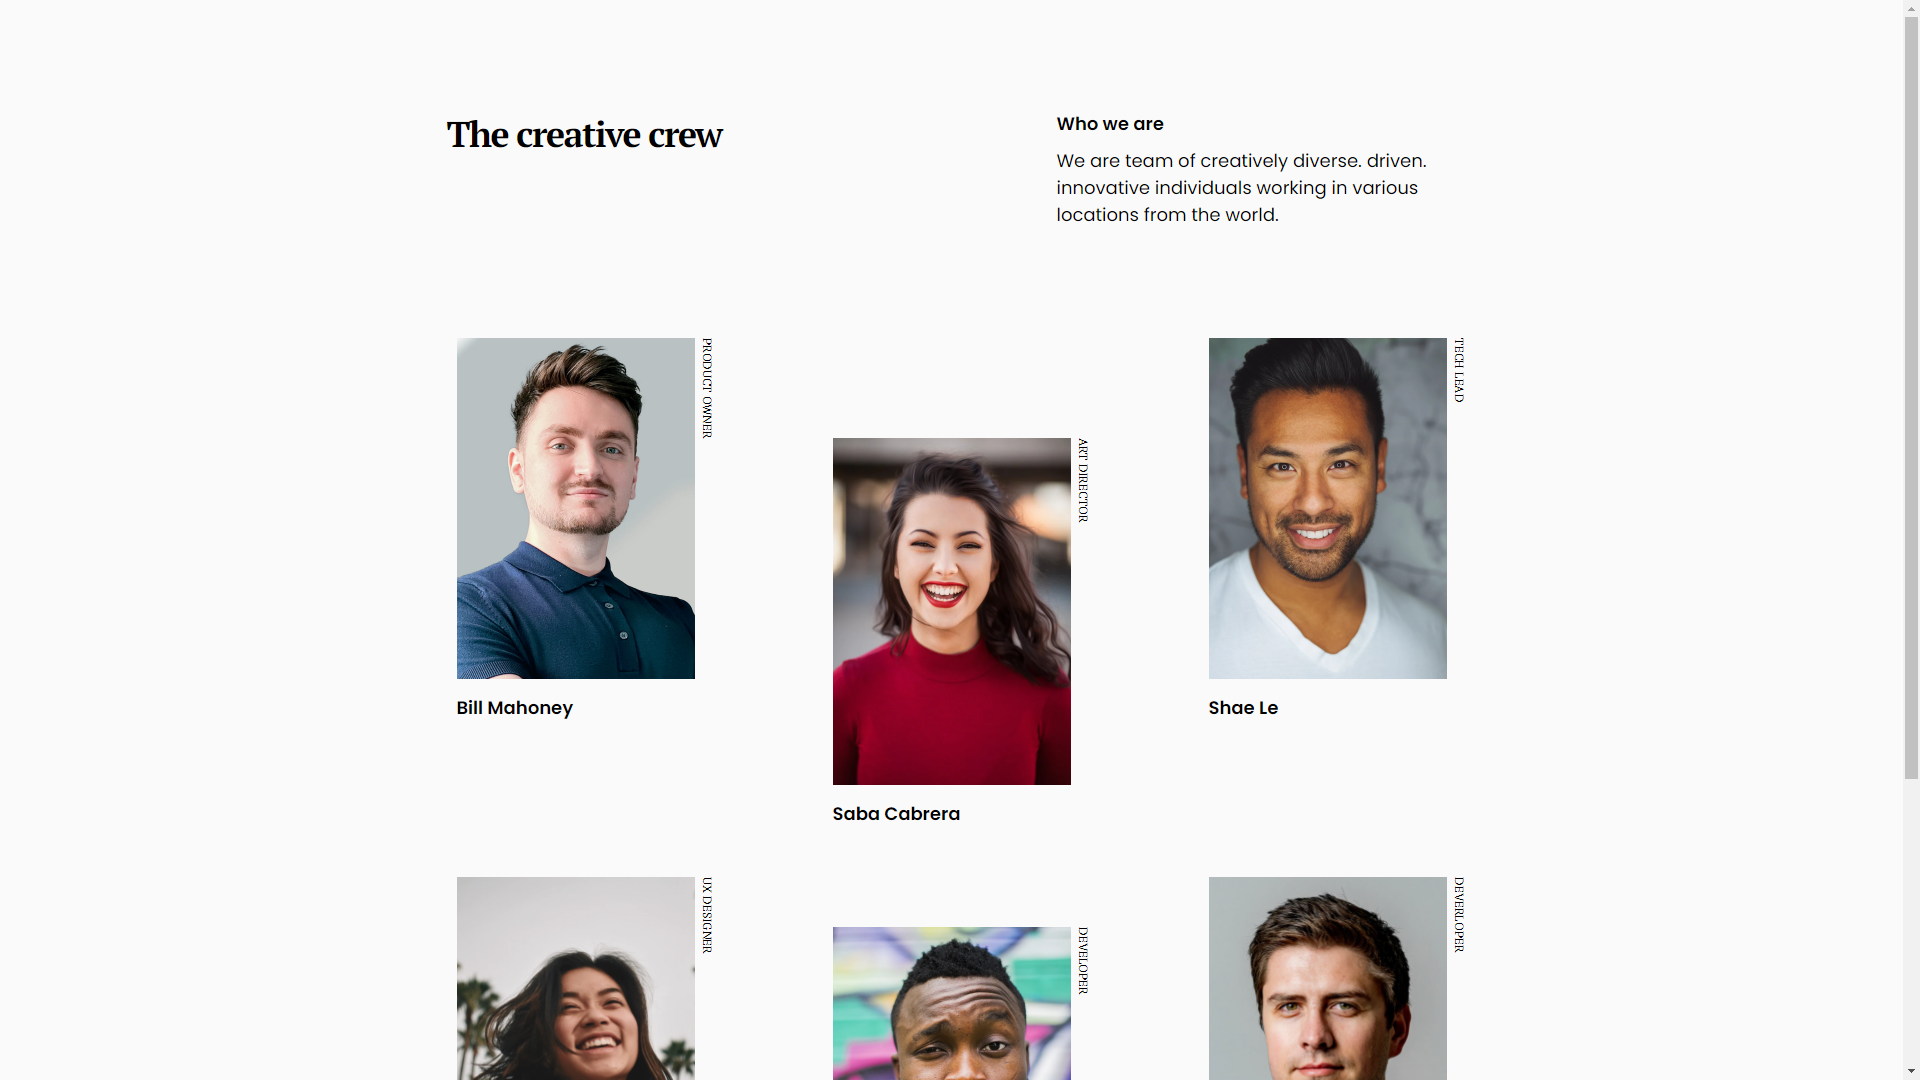 The creative crew
Who we are
We are team of creatively diverse. driven.
innovative individuals working in various
locations from the world.
PRODUCT OWNER
Bill Mahoney
ART DIRECTOR
Saba Cabrera
TECH LEAD
Shae Le
UX DESIGNER
DEVELOPER
DEVERLOPER